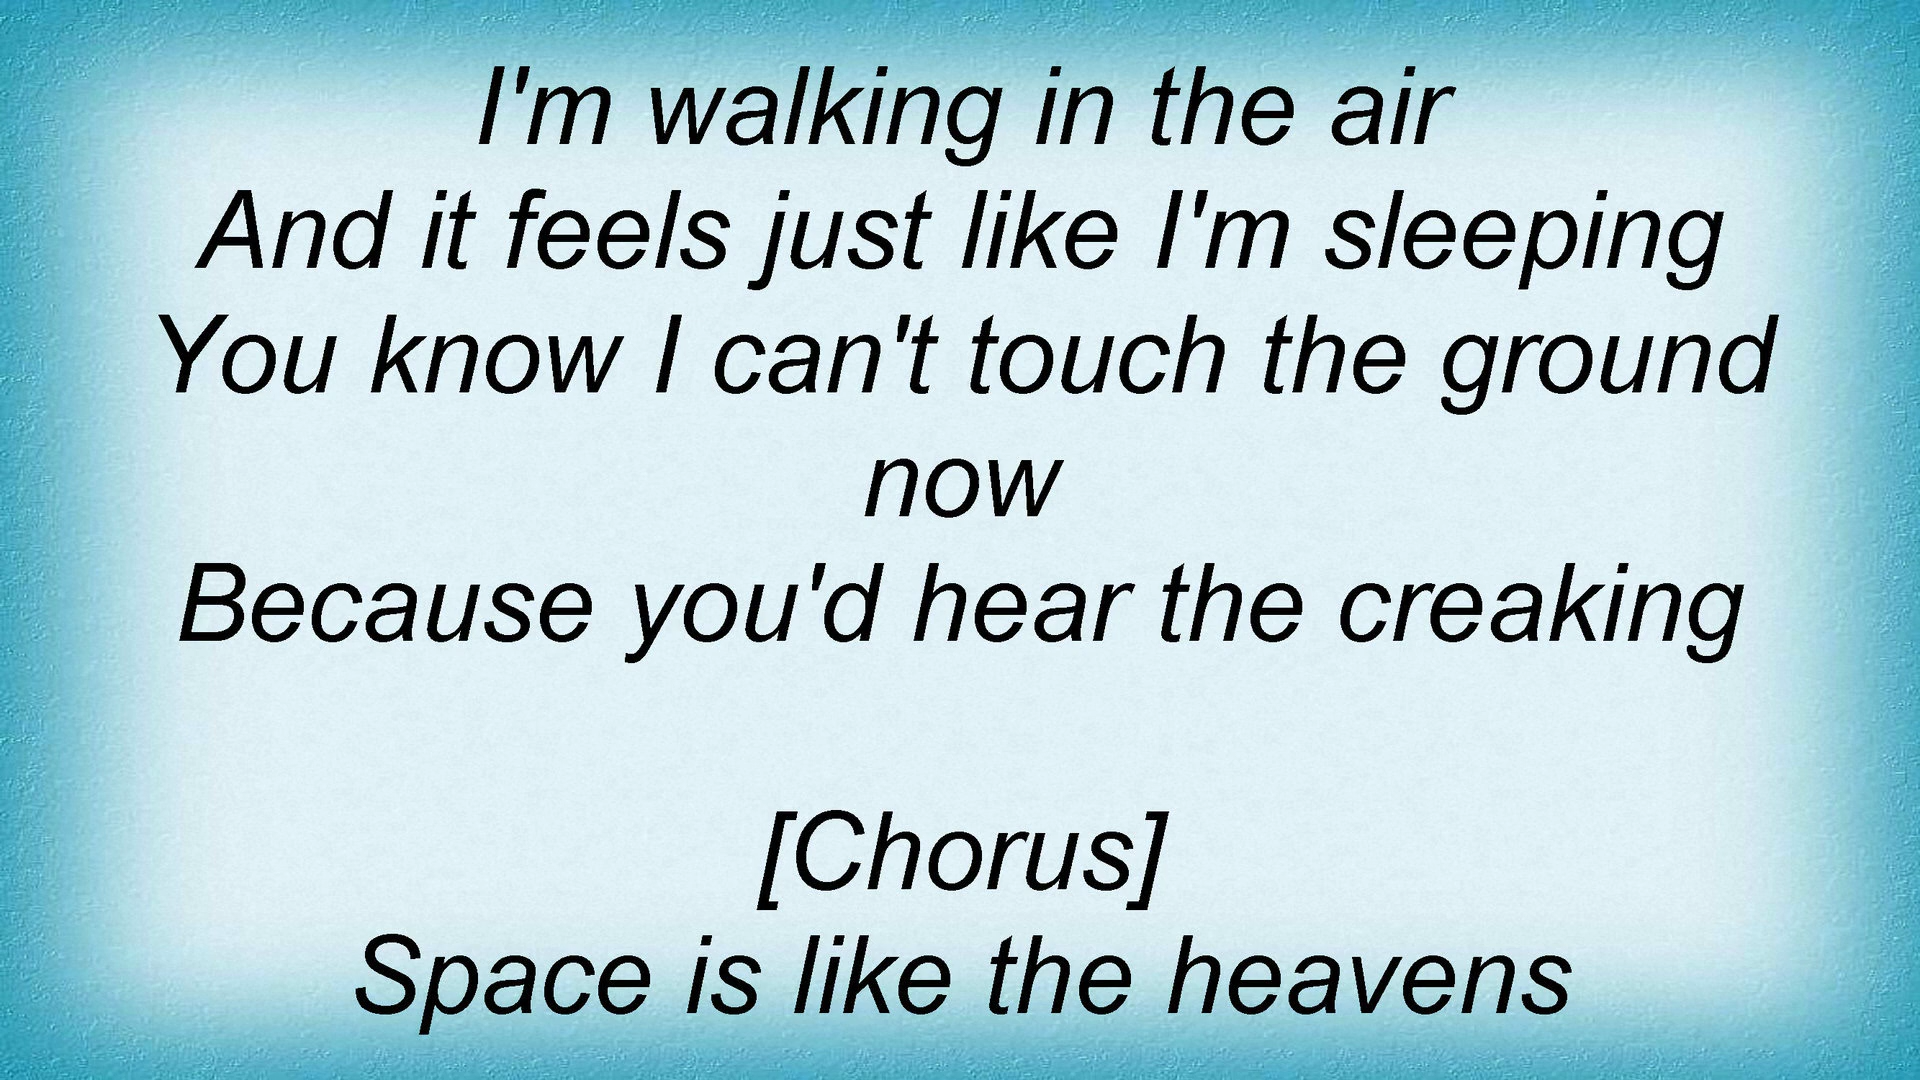 I'm walking in the air
And it feels just like I'm sleeping
You know I can't touch the ground
now
Because you'd hear the creaking
[Chorus]
Space is like the heavens